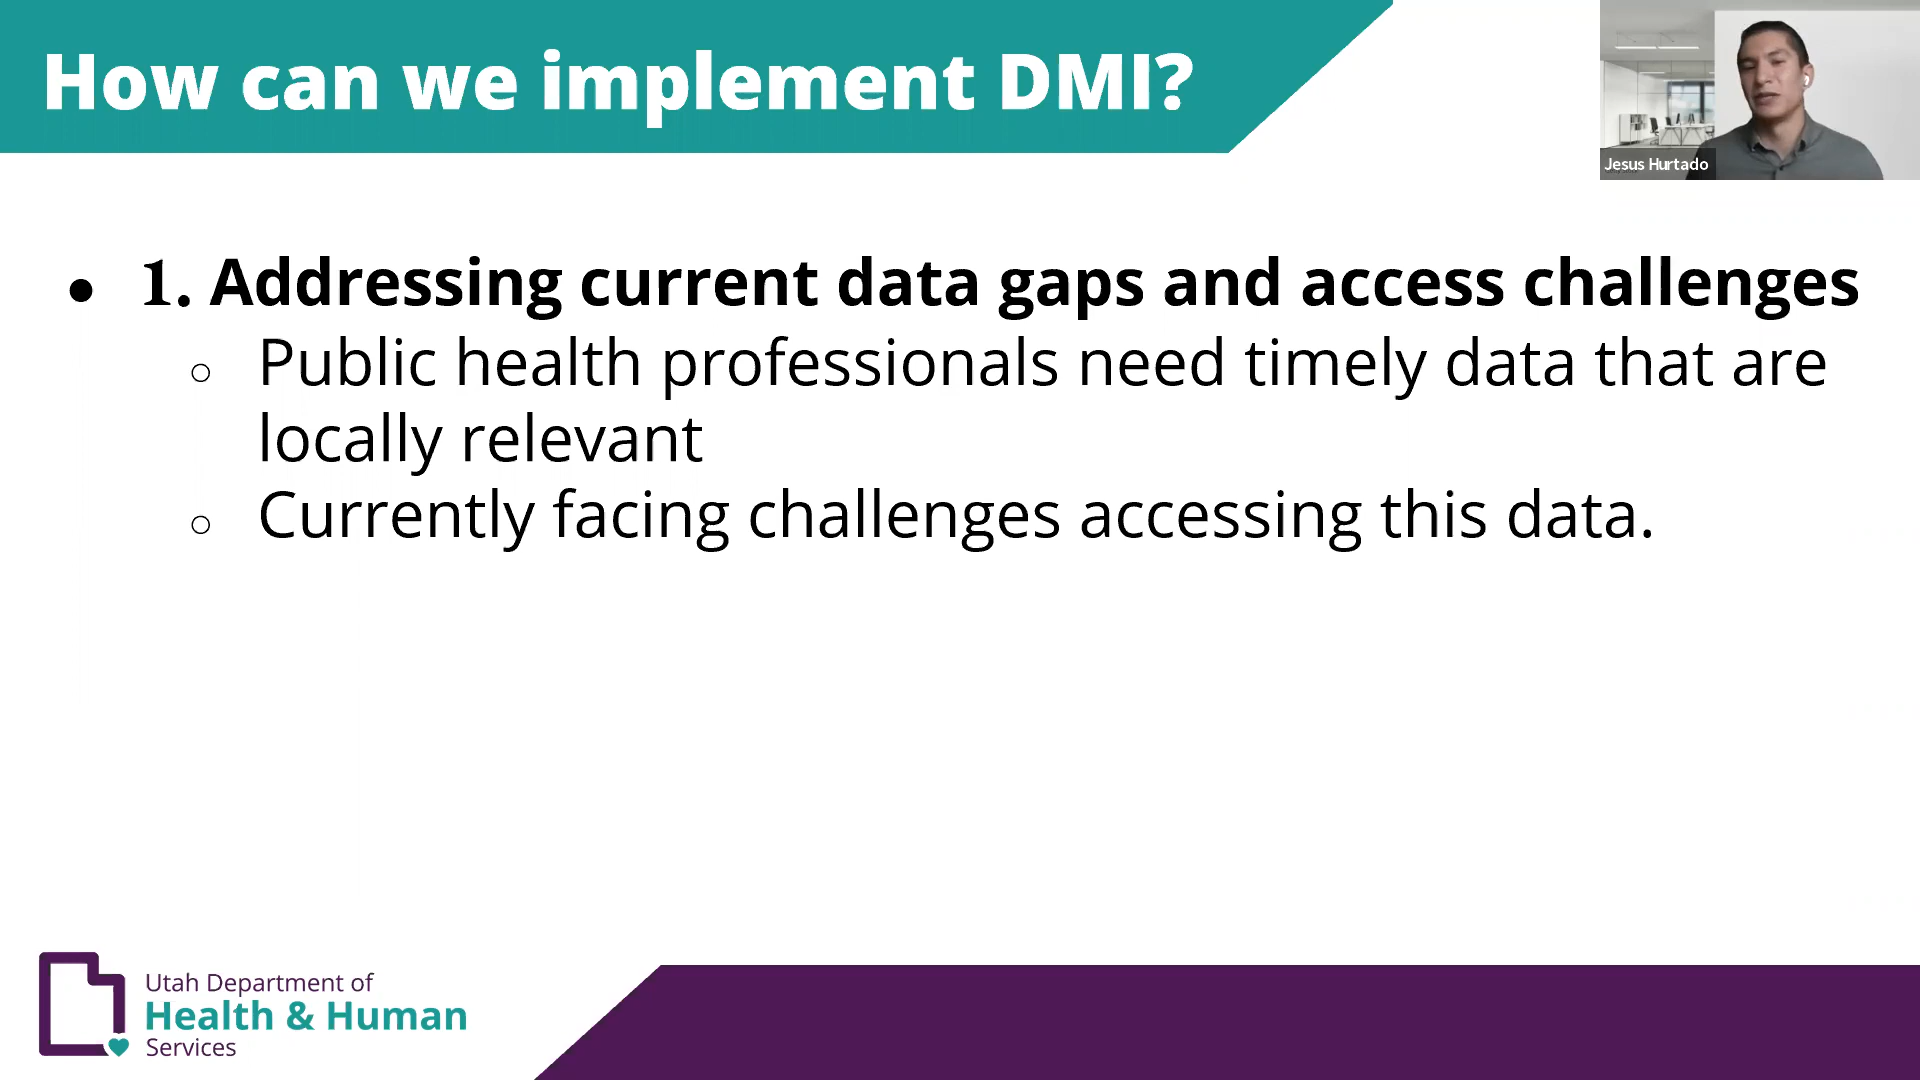 How can we implement DMI?
Jesus Hurtado
● 1. Addressing current data gaps and access challenges
○ Public health professionals need timely data that are
locally relevant
○ Currently facing challenges accessing this data.
Utah Department of
Health & Human
Services